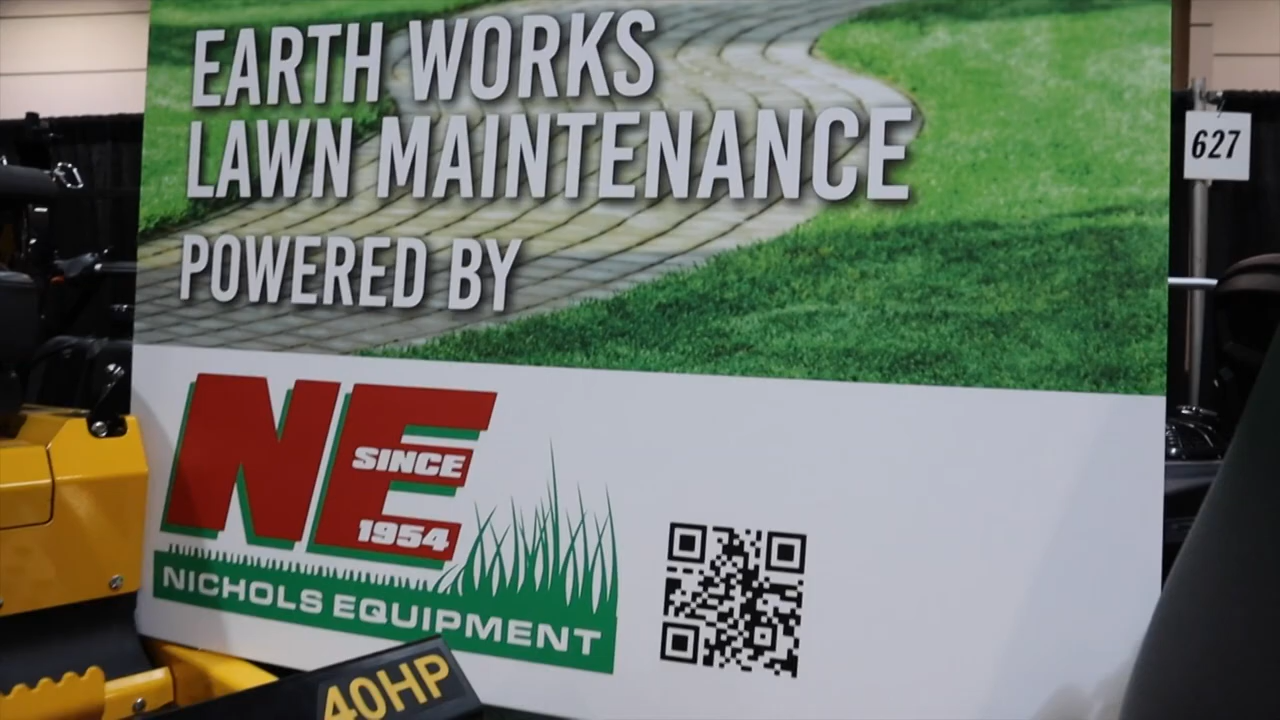 EARTH WORKS
LAWN MAINTENANCE
POWERED BY
627
NE
SINCE
1954
NICHOLS EQUIPMENT
40HP